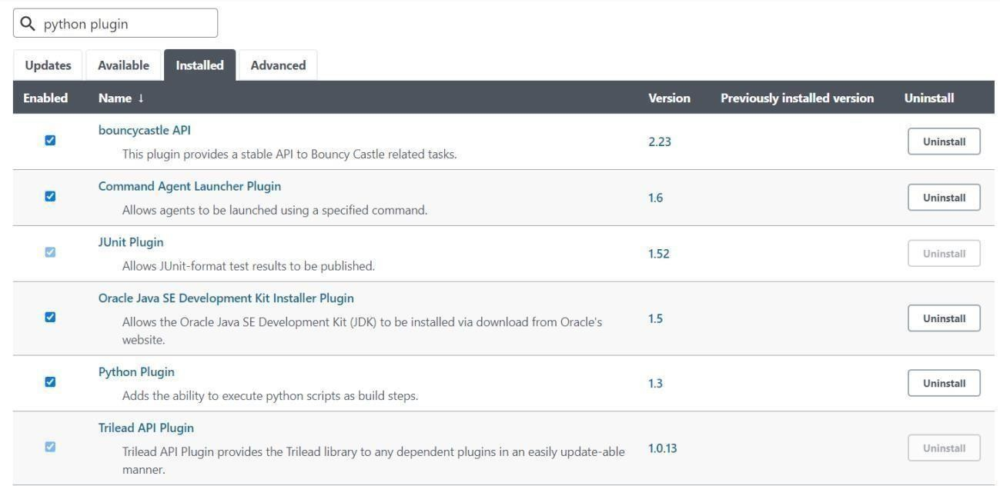 python plugin
Updates Available Installed Advanced
Enabled Name ↓ Version Previously installed version Uninstall
bouncycastle API
This plugin provides a stable API to Bouncy Castle related tasks.
2.23 Uninstall
Command Agent Launcher Plugin
Allows agents to be launched using a specified command.
1.6 Uninstall
JUnit Plugin
Allows JUnit-format test results to be published.
1.52 Uninstall
Oracle Java SE Development Kit Installer Plugin
Allows the Oracle Java SE Development Kit (JDK) to be installed via download from Oracle's
website.
1.5 Uninstall
Python Plugin
Adds the ability to execute python scripts as build steps.
1.3 Uninstall
Trilead API Plugin
Trilead API Plugin provides the Trilead library to any dependent plugins in an easily update-able
manner.
1.0.13 Uninstall